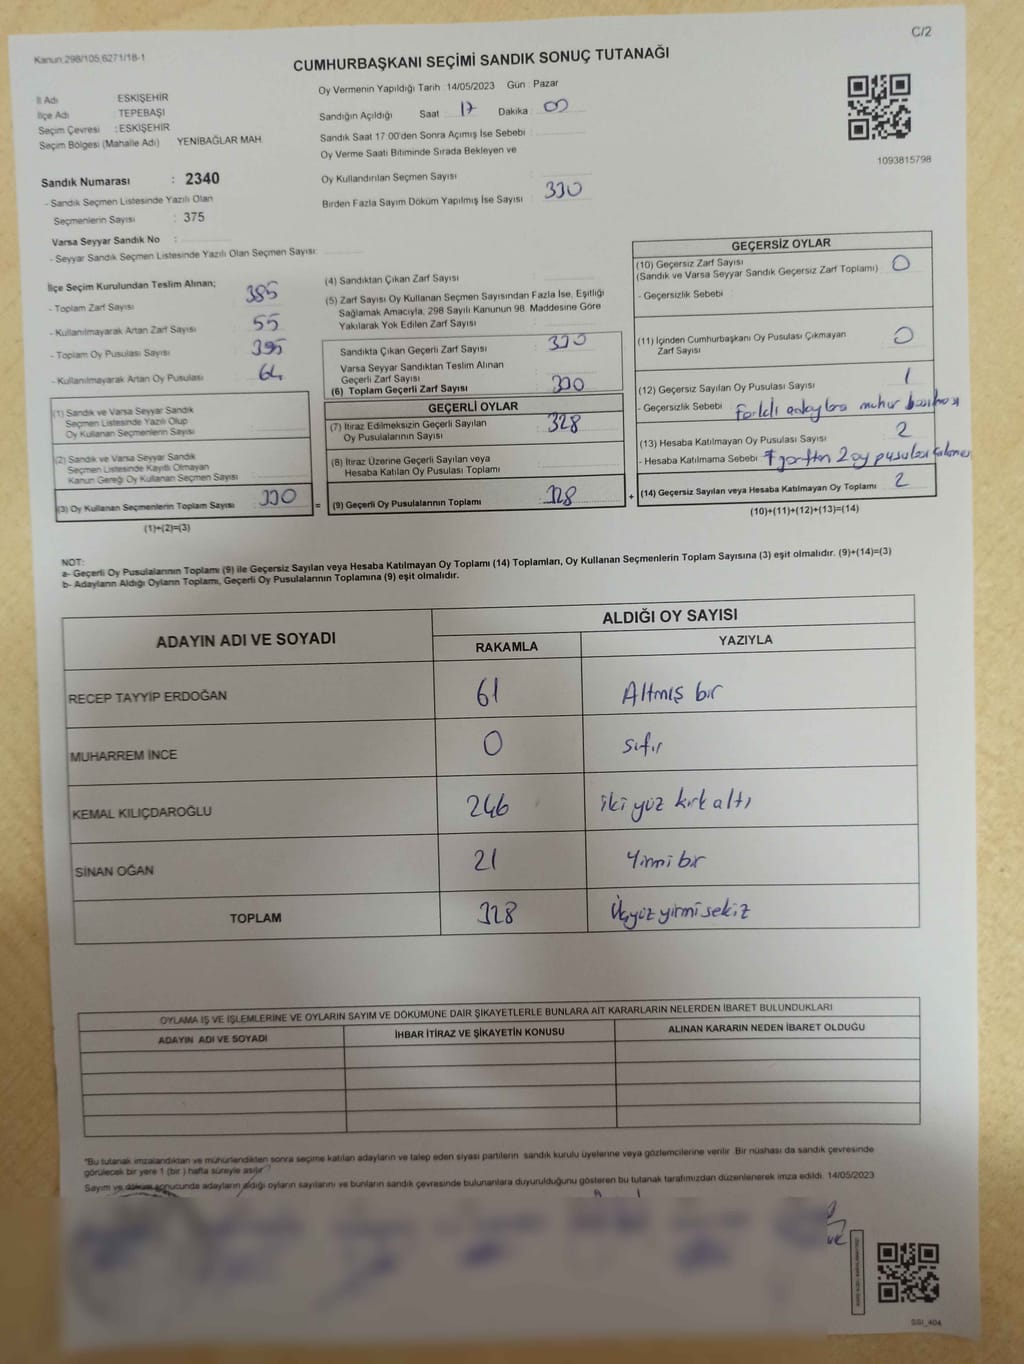 C/2
Kanun:298/105,6271/18-1
CUMHURBAŞKANI SEÇİMİ SANDIK SONUÇ TUTANAĞI
İl Adı ESKİŞEHİR
İlçe Adı TEPEBAŞI
Seçim Çevresi : ESKİŞEHİR
Seçim Bölgesi (Mahalle Adı) YENİBAĞLAR MAH.
Sandık Numarası : 2340
- Sandık Seçmen Listesinde Yazılı Olan
Seçmenlerin Sayısı : 375
Varsa Seyyar Sandık No :
- Seyyar Sandık Seçmen Listesinde Yazılı Olan Seçmen Sayısı:
Oy Vermenin Yapıldığı Tarih : 14/05/2023 Gün : Pazar
Sandığın Açıldığı Saat 17 Dakika 00
Sandık Saat 17:00'den Sonra Açımış İse Sebebi :
Oy Verme Saati Bitiminde Sırada Bekleyen ve
Oy Kullandırılan Seçmen Sayısı :
Birden Fazla Sayım Döküm Yapılmış İse Sayısı : 330
1093815798
İlçe Seçim Kurulundan Teslim Alınan;
- Toplam Zarf Sayısı : 385
- Kullanılmayarak Artan Zarf Sayısı : 55
- Toplam Oy Pusulası Sayısı : 395
- Kullanılmayarak Artan Oy Pusulası : 64
(1) Sandık ve Varsa Seyyar Sandık
Seçmen Listesinde Yazılı Olup
Oy Kullanan Seçmenlerin Sayısı
(2) Sandık ve Varsa Seyyar Sandık
Seçmen Listesinde Kayıtlı Olmayan
Kanun Gereği Oy Kullanan Seçmen Sayısı
(3) Oy Kullanan Seçmenlerin Toplam Sayısı : 330
(1)+(2)=(3)
(4) Sandıktan Çıkan Zarf Sayısı
(5) Zarf Sayısı Oy Kullanan Seçmen Sayısından Fazla İse, Eşitliği
Sağlamak Amacıyla, 298 Sayılı Kanunun 98. Maddesine Göre
Yakılarak Yok Edilen Zarf Sayısı :
Sandıkta Çıkan Geçerli Zarf Sayısı : 330
Varsa Seyyar Sandıktan Teslim Alınan
Geçerli Zarf Sayısı
(6) Toplam Geçerli Zarf Sayısı : 330
GEÇERLİ OYLAR
(7) İtiraz Edilmeksizin Geçerli Sayılan
Oy Pusulalarının Sayısı : 328
(8) İtiraz Üzerine Geçerli Sayılan veya
Hesaba Katılan Oy Pusulası Toplamı
= (9) Geçerli Oy Pusulalarının Toplamı : 328
GEÇERSİZ OYLAR
(10) Geçersiz Zarf Sayısı 0
(Sandık ve Varsa Seyyar Sandık Geçersiz Zarf Toplamı)
- Geçersizlik Sebebi :
(11) İçinden Cumhurbaşkanı Oy Pusulası Çıkmayan 0
Zarf Sayısı
(12) Geçersiz Sayılan Oy Pusulası Sayısı 1
- Geçersizlik Sebebi : Farklı adaylara mühür basılması
(13) Hesaba Katılmayan Oy Pusulası Sayısı 2
- Hesaba Katılmama Sebebi : 2 oy pusulası
+ (14) Geçersiz Sayılan veya Hesaba Katılmayan Oy Toplamı 2
(10)+(11)+(12)+(13)=(14)
NOT:
a- Geçerli Oy Pusulalarının Toplamı (9) ile Geçersiz Sayılan veya Hesaba Katılmayan Oy Toplamı (14) Toplamları, Oy Kullanan Seçmenlerin Toplam Sayısına (3) eşit olmalıdır. (9)+(14)=(3)
b- Adayların Aldığı Oyların Toplamı, Geçerli Oy Pusulalarının Toplamına (9) eşit olmalıdır.
ADAYIN ADI VE SOYADI ALDIĞI OY SAYISI
RAKAMLA YAZIYLA
RECEP TAYYİP ERDOĞAN 61 Altmış bir
MUHARREM İNCE 0 sıfır
KEMAL KILIÇDAROĞLU 246 iki yüz kırk altı
SİNAN OĞAN 21 Yirmi bir
TOPLAM 328 Üçyüz yirmi sekiz
OYLAMA İŞ VE İŞLEMLERİNE VE OYLARIN SAYIM VE DÖKÜMÜNE DAİR ŞİKAYETLERLE BUNLARA AİT KARARLARIN NELERDEN İBARET BULUNDUKLARI
ADAYIN ADI VE SOYADI İHBAR İTİRAZ VE ŞİKAYETİN KONUSU ALINAN KARARIN NEDEN İBARET OLDUĞU
"Bu tutanak imzalandıktan ve mühürlendikten sonra seçime katılan adayların ve talep eden siyasi partilerin sandık kurulu üyelerine veya gözlemcilerine verilir. Bir nüshası da sandık çevresinde
görülecek bir yere 1 (bir) hafta süreyle asılır."
Sayım ve döküm sonucunda adayların aldığı oyların sayılarını ve bunların sandık çevresinde bulunanlara duyurulduğunu gösteren bu tutanak tarafımızdan düzenlenerek imza edildi. 14/05/2023
SSI_404